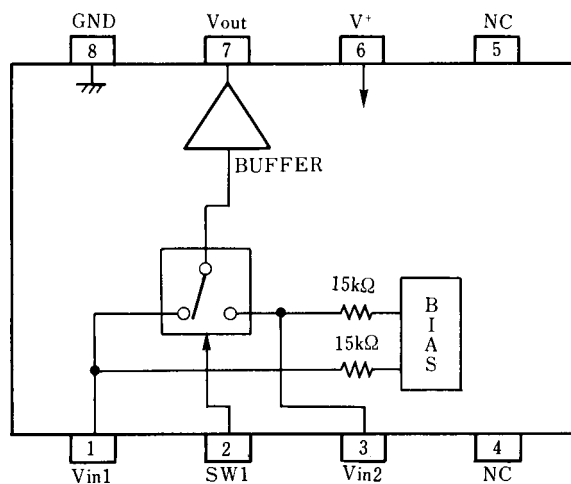 GND Vout V+ NC
8 7 6 5
BUFFER
15kΩ
15kΩ
B
I
A
S
1 2 3 4
Vin1 SW1 Vin2 NC